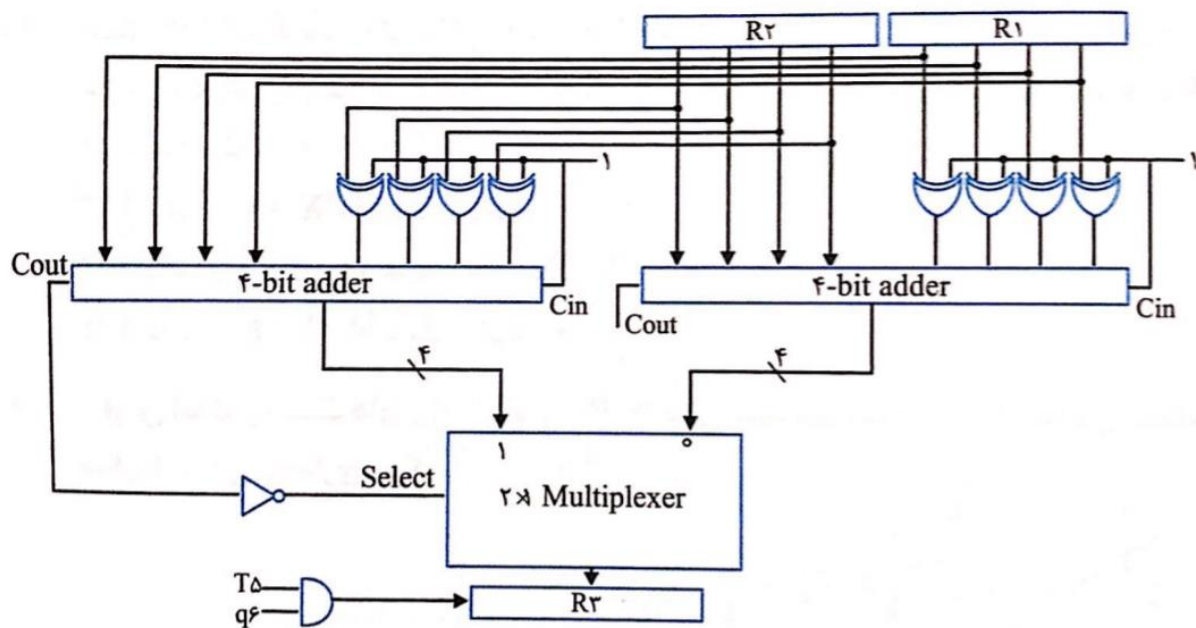 R۲
R۱
۱
۱
Cout
۴-bit adder
Cin
۴-bit adder
Cout
Cin
۴
۴
۱
۰
Select
۲×۱ Multiplexer
T۵
q۶
R۳